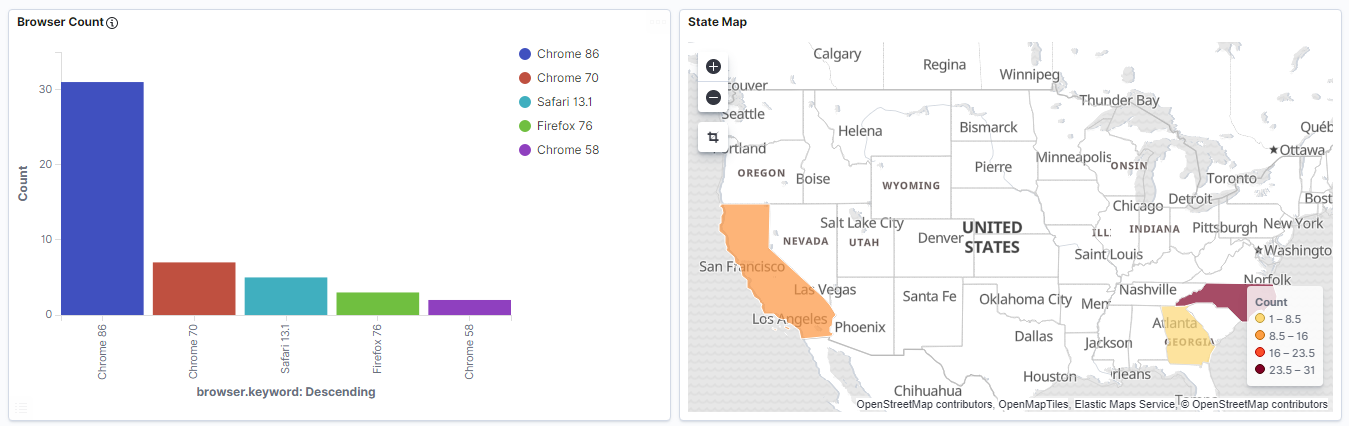 Browser Count
State Map
30
20
10
0
Count
Chrome 86
Chrome 70
Safari 13.1
Firefox 76
Chrome 58
browser.keyword: Descending
Chrome 86
Chrome 70
Safari 13.1
Firefox 76
Chrome 58
Calgary
Regina
Winnipeg
couver
Thunder Bay
Seattle
Helena
Bismarck
Québ
Ottawa
ortland
Minneapolis
ONSIN
Pierre
OREGON
Boise
WYOMING
Toronto
Chicago
Detroit
Bost
Salt Lake City
NEVADA
UTAH
Denver
UNITED
STATES
ILL
INDIANA
Pittsburgh
New York
Saint Louis
Washingto
San Francisco
Norfolk
Las Vegas
Santa Fe
Oklahoma City
Mem
Nashville
Los Angeles
Phoenix
Atlanta
Dallas
Jackson
GEORGIA
Houston
rleans
Chihuahua
Count
1 – 8.5
8.5 – 16
16 – 23.5
23.5 – 31
OpenStreetMap contributors, OpenMapTiles, Elastic Maps Service, © OpenStreetMap contributors